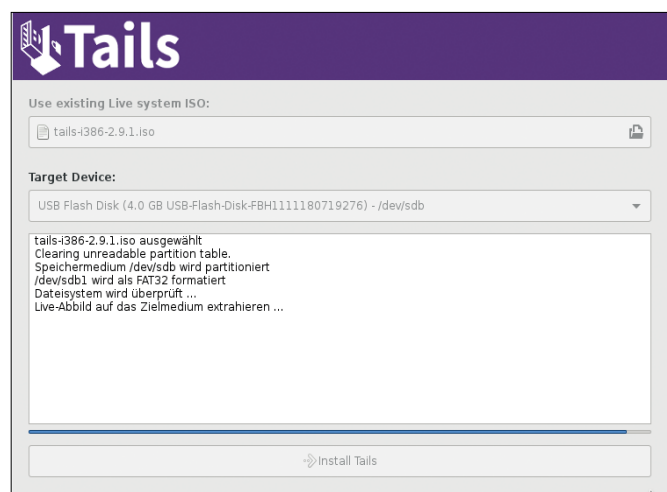 Tails
Use existing Live system ISO:
tails-i386-2.9.1.iso
Target Device:
USB Flash Disk (4.0 GB USB-Flash-Disk-FBH1111180719276) - /dev/sdb
tails-i386-2.9.1.iso ausgewählt
Clearing unreadable partition table.
Speichermedium /dev/sdb wird partitioniert
/dev/sdb1 wird als FAT32 formatiert
Dateisystem wird überprüft ...
Live-Abbild auf das Zielmedium extrahieren ...
Install Tails